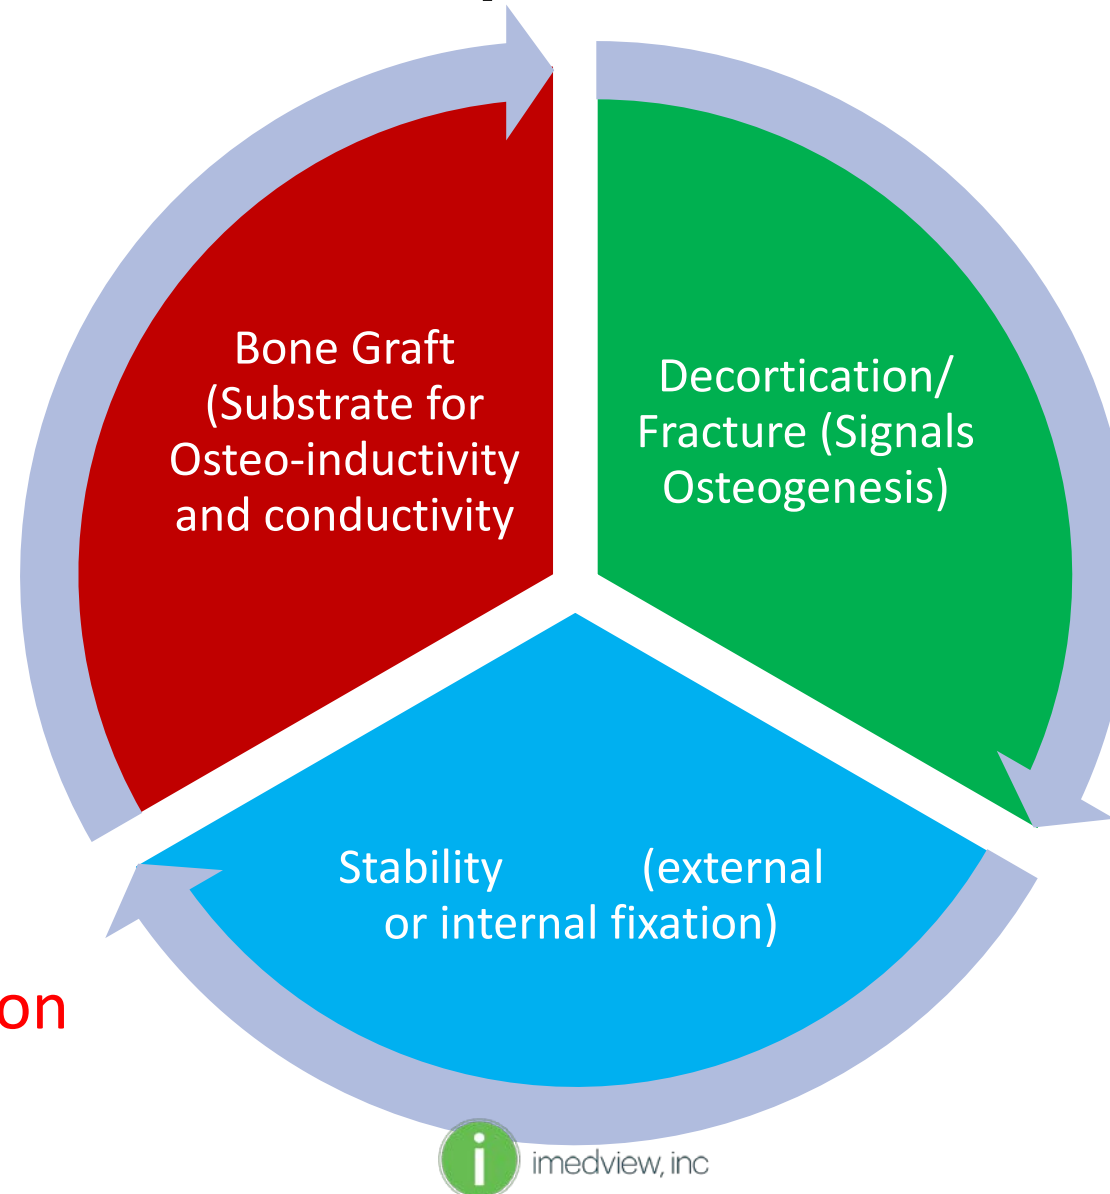 Bone Graft
(Substrate for
Osteo-inductivity
and conductivity
Decortication/
Fracture (Signals
Osteogenesis)
Stability (external
or internal fixation)
on
i imedview, inc